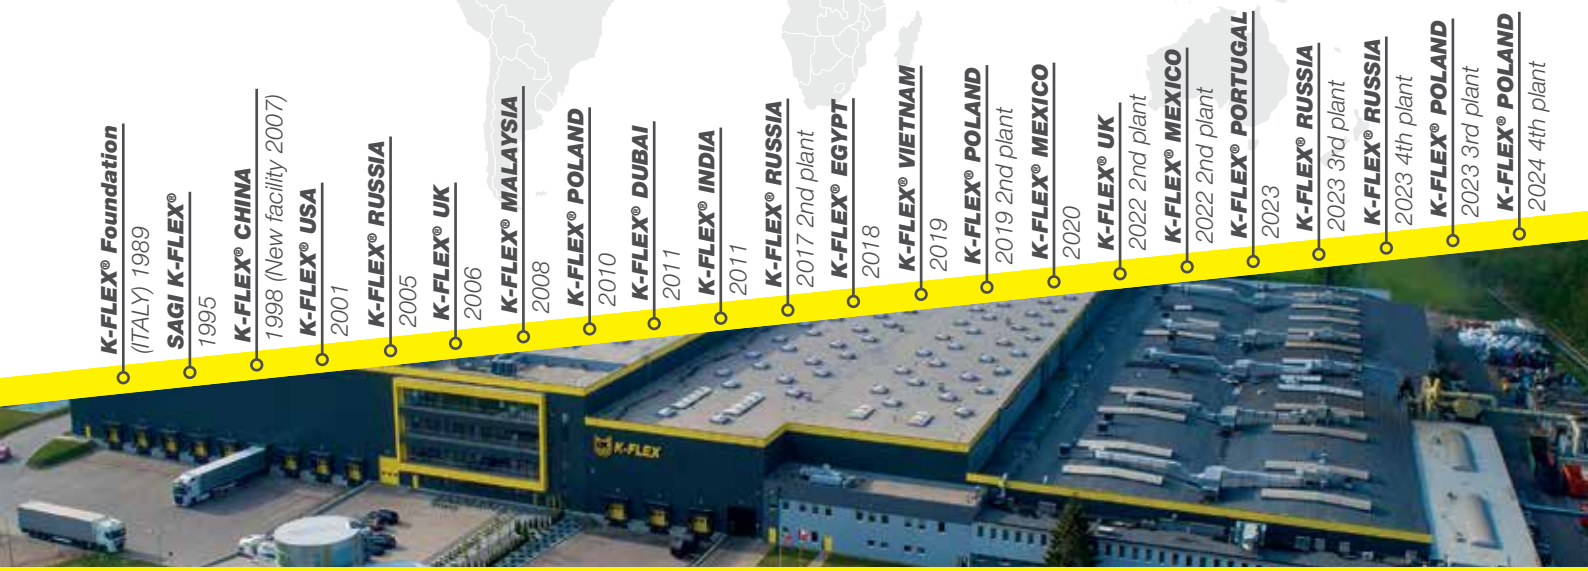 K-FLEX® Foundation
(ITALY) 1989
SAGI K-FLEX®
1995
K-FLEX® CHINA
1998 (New facility 2007)
K-FLEX® USA
2001
K-FLEX® RUSSIA
2005
K-FLEX® UK
2006
K-FLEX® MALAYSIA
2008
K-FLEX® POLAND
2010
K-FLEX® DUBAI
2011
K-FLEX® INDIA
2011
K-FLEX® RUSSIA
2017 2nd plant
K-FLEX® EGYPT
2018
K-FLEX® VIETNAM
2019
K-FLEX® POLAND
2019 2nd plant
K-FLEX® MEXICO
2020
K-FLEX® UK
2022 2nd plant
K-FLEX® MEXICO
2022 2nd plant
K-FLEX® PORTUGAL
2023
K-FLEX® RUSSIA
2023 3rd plant
K-FLEX® RUSSIA
2023 4th plant
K-FLEX® POLAND
2023 3rd plant
K-FLEX® POLAND
2024 4th plant
K-FLEX